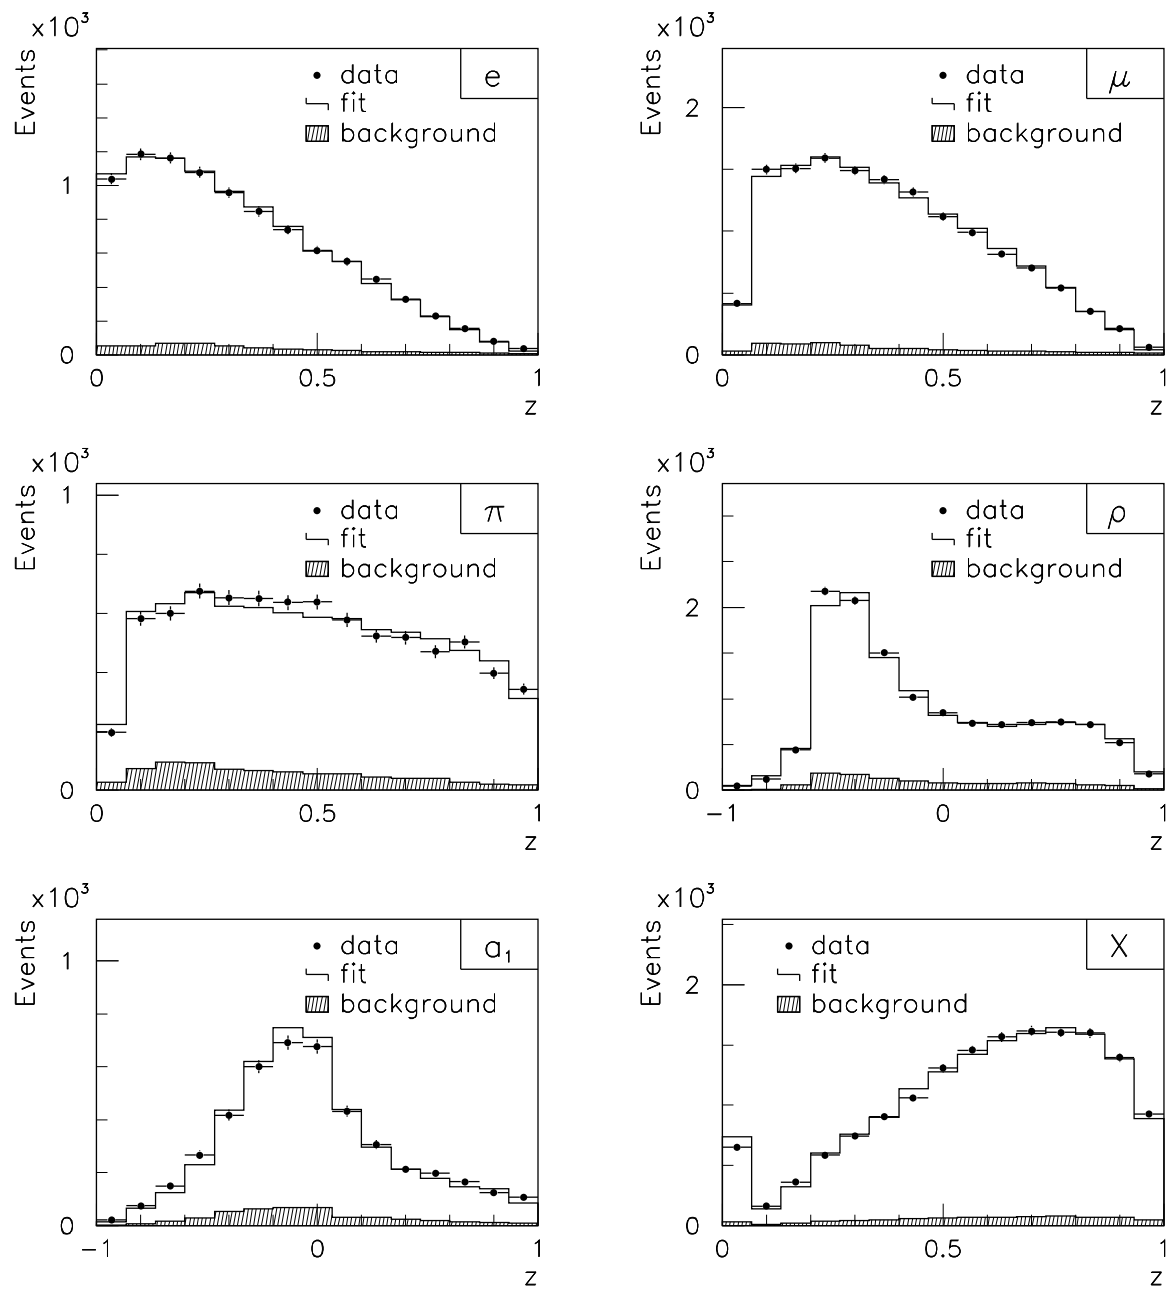 x10³ x10³
Events e Events μ
data data
fit fit
background 2 background
1
0 0
0 0.5 1 0 0.5 1
z z
x10³ x10³
Events 1 π Events ρ
data data
fit fit
background background
2
0 0
0 0.5 1 −1 0 1
z z
x10³ x10³
Events a₁ Events X
data data
1 fit fit
background 2 background
0 0
−1 0 1 0 0.5 1
z z